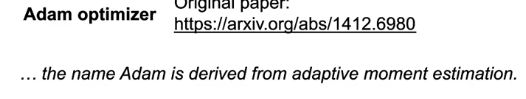 Original paper:
Adam optimizer
https://arxiv.org/abs/1412.6980
... the name Adam is derived from adaptive moment estimation.